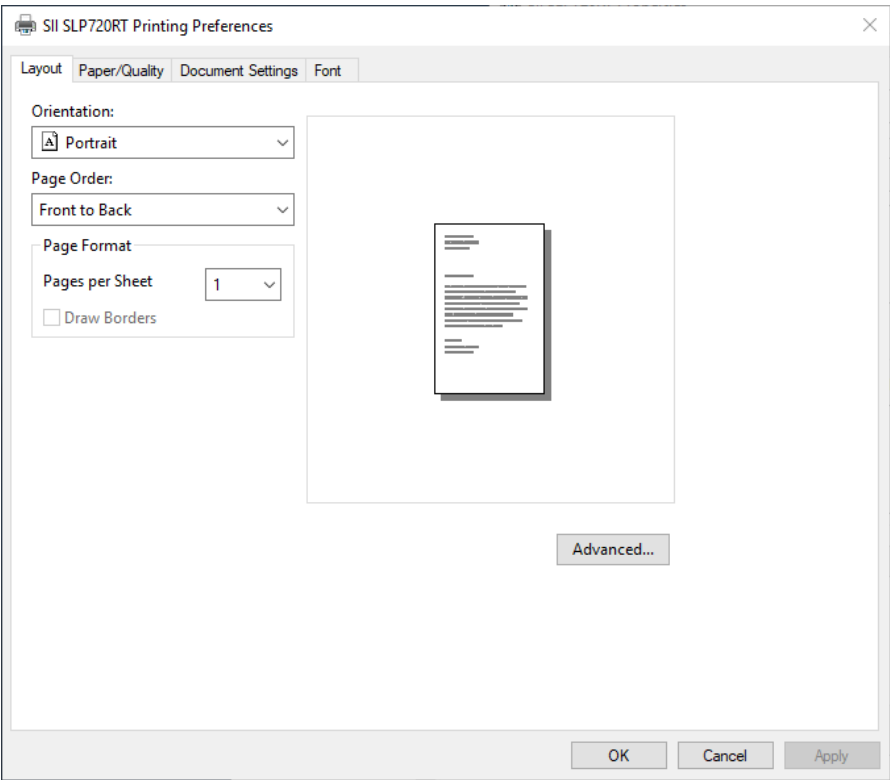 SII SLP720RT Printing Preferences
Layout Paper/Quality Document Settings Font
Orientation:
A Portrait
Page Order:
Front to Back
Page Format
Pages per Sheet 1
Draw Borders
Advanced...
OK Cancel Apply